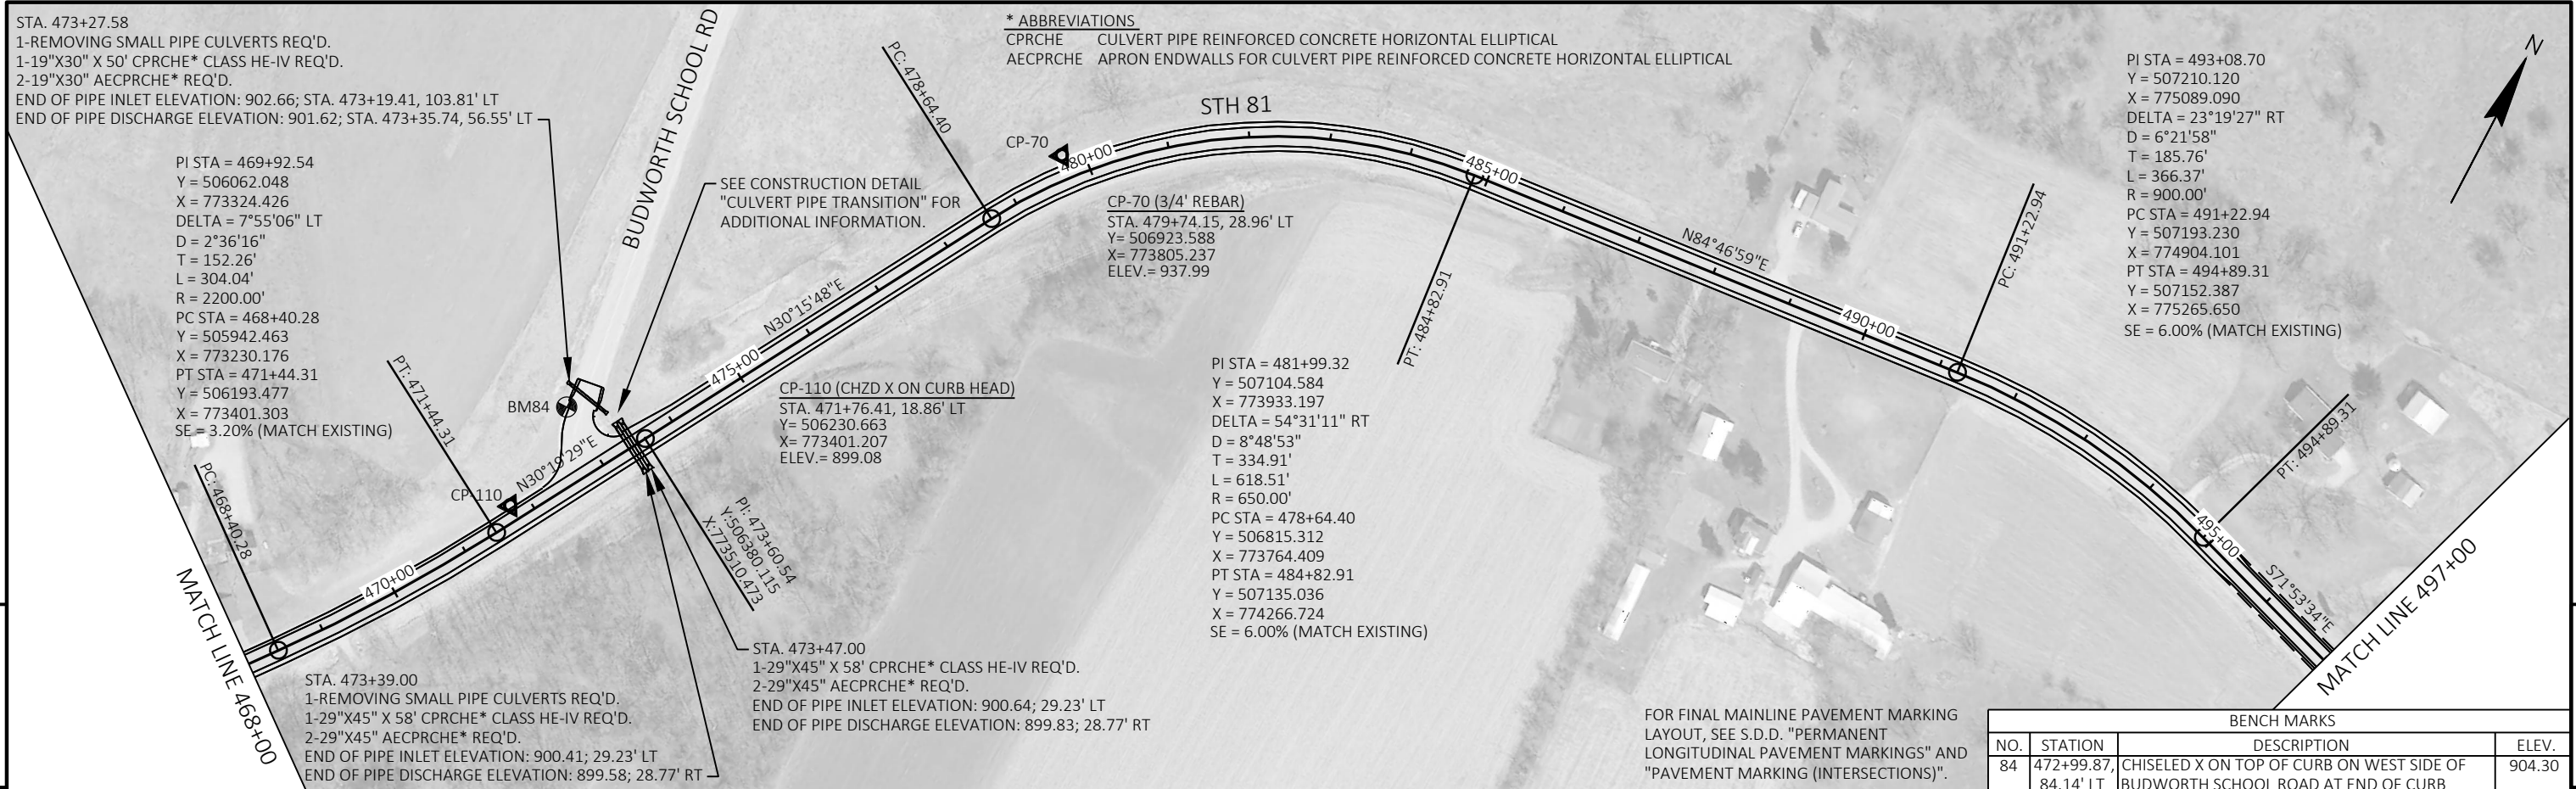 STA. 473+27.58
1-REMOVING SMALL PIPE CULVERTS REQ'D.
1-19"X30" X 50' CPRCHE* CLASS HE-IV REQ'D.
2-19"X30" AECPRCHE* REQ'D.
END OF PIPE INLET ELEVATION: 902.66; STA. 473+19.41, 103.81' LT
END OF PIPE DISCHARGE ELEVATION: 901.62; STA. 473+35.74, 56.55' LT
PI STA = 469+92.54
Y = 506062.048
X = 773324.426
DELTA = 7°55'06" LT
D = 2°36'16"
T = 152.26'
L = 304.04'
R = 2200.00'
PC STA = 468+40.28
Y = 505942.463
X = 773230.176
PT STA = 471+44.31
Y = 506193.477
X = 773401.303
SE = 3.20% (MATCH EXISTING)
BUDWORTH SCHOOL RD
SEE CONSTRUCTION DETAIL
"CULVERT PIPE TRANSITION" FOR
ADDITIONAL INFORMATION.
* ABBREVIATIONS
CPRCHE CULVERT PIPE REINFORCED CONCRETE HORIZONTAL ELLIPTICAL
AECPRCHE APRON ENDWALLS FOR CULVERT PIPE REINFORCED CONCRETE HORIZONTAL ELLIPTICAL
STH 81
PC: 478+64.40
CP-70
480+00
485+00
CP-70 (3/4' REBAR)
STA. 479+74.15, 28.96' LT
Y= 506923.588
X= 773805.237
ELEV.= 937.99
N
PI STA = 493+08.70
Y = 507210.120
X = 775089.090
DELTA = 23°19'27" RT
D = 6°21'58"
T = 185.76'
L = 366.37'
R = 900.00'
PC STA = 491+22.94
Y = 507193.230
X = 774904.101
PT STA = 494+89.31
Y = 507152.387
X = 775265.650
SE = 6.00% (MATCH EXISTING)
N84°46'59"E
PC: 491+22.94
PT: 484+82.91
490+00
N30°15'48"E
475+00
PT: 471+44.31
BM84
N30°19'29"E
CP-110
CP-110 (CHZD X ON CURB HEAD)
STA. 471+76.41, 18.86' LT
Y= 506230.663
X= 773401.207
ELEV.= 899.08
PI STA = 481+99.32
Y = 507104.584
X = 773933.197
DELTA = 54°31'11" RT
D = 8°48'53"
T = 334.91'
L = 618.51'
R = 650.00'
PC STA = 478+64.40
Y = 506815.312
X = 773764.409
PT STA = 484+82.91
Y = 507135.036
X = 774266.724
SE = 6.00% (MATCH EXISTING)
PT: 494+89.31
495+00
S71°53'34"E
MATCH LINE 497+00
PC: 468+40.28
470+00
MATCH LINE 468+00
PI: 473+60.54
Y:506380.115
X:773510.473
STA. 473+47.00
1-29"X45" X 58' CPRCHE* CLASS HE-IV REQ'D.
2-29"X45" AECPRCHE* REQ'D.
END OF PIPE INLET ELEVATION: 900.64; 29.23' LT
END OF PIPE DISCHARGE ELEVATION: 899.83; 28.77' RT
STA. 473+39.00
1-REMOVING SMALL PIPE CULVERTS REQ'D.
1-29"X45" X 58' CPRCHE* CLASS HE-IV REQ'D.
2-29"X45" AECPRCHE* REQ'D.
END OF PIPE INLET ELEVATION: 900.41; 29.23' LT
END OF PIPE DISCHARGE ELEVATION: 899.58; 28.77' RT
FOR FINAL MAINLINE PAVEMENT MARKING
LAYOUT, SEE S.D.D. "PERMANENT
LONGITUDINAL PAVEMENT MARKINGS" AND
"PAVEMENT MARKING (INTERSECTIONS)".
BENCH MARKS
NO. STATION DESCRIPTION ELEV.
84 472+99.87, CHISELED X ON TOP OF CURB ON WEST SIDE OF 904.30
84.14' LT BUDWORTH SCHOOL ROAD AT END OF CURB